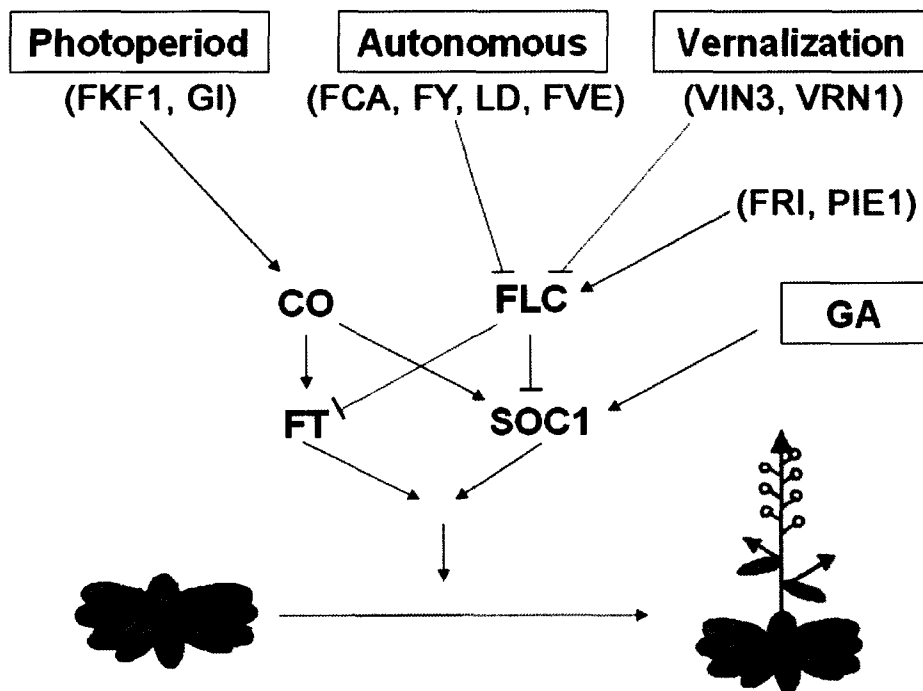 Photoperiod Autonomous Vernalization
(FKF1, GI) (FCA, FY, LD, FVE) (VIN3, VRN1)
(FRI, PIE1)
CO FLC GA
FT SOC1